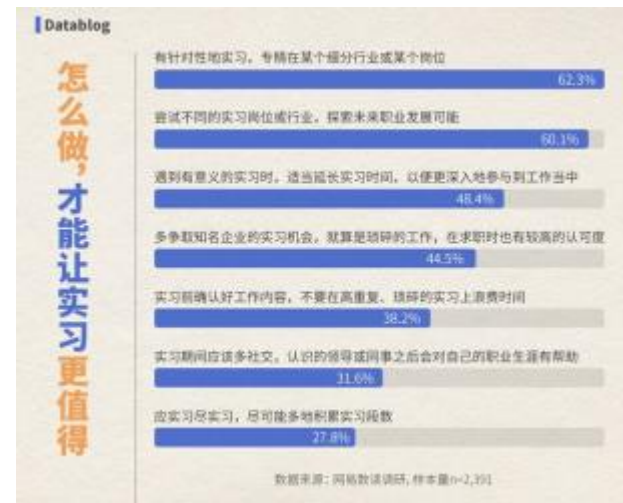 Datablog
怎么做，才能让实习更值得
有针对性地实习，专精在某个细分行业或某个岗位
62.3%
尝试不同的实习岗位或行业，探索未来职业发展可能
60.1%
遇到有意义的实习时，适当延长实习时间，以便更深入地参与到工作当中
48.4%
多争取知名企业的实习机会，就算是琐碎的工作，在求职时也有较高的认可度
44.5%
实习前确认好工作内容，不要在高重复、琐碎的实习上浪费时间
38.2%
实习期间应该多社交，认识的领导或同事之后会对自己的职业生涯有帮助
31.6%
应实习尽实习，尽可能多地积累实习段数
27.8%
数据来源：网易数读调研，样本量n=2,391